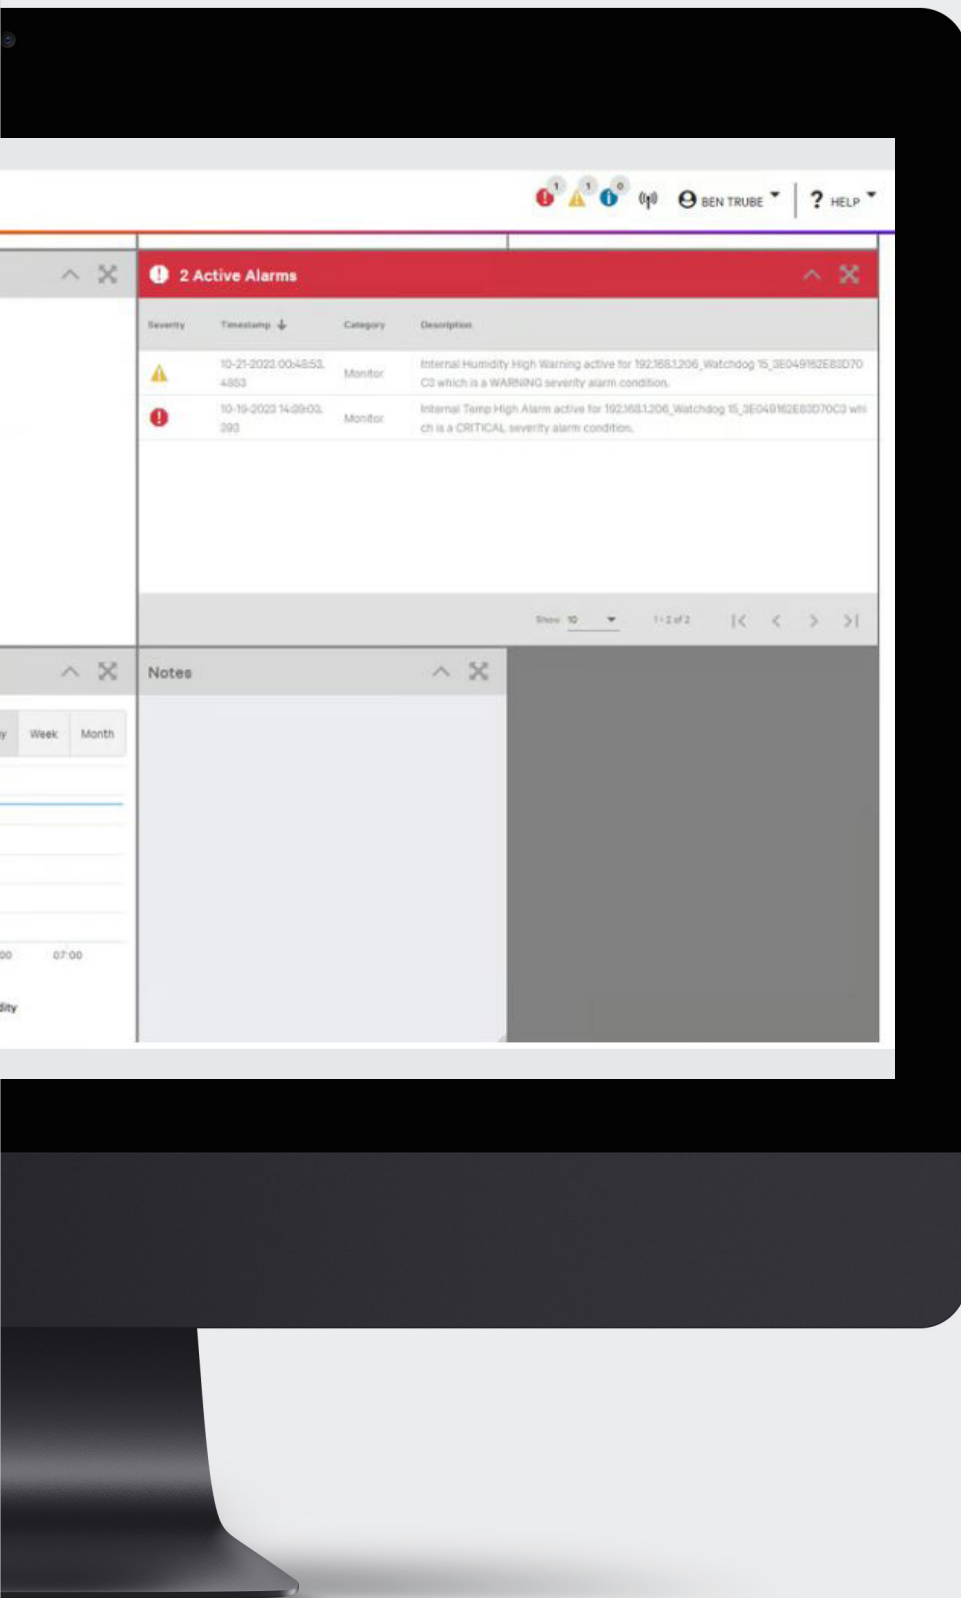 1 1 0 BEN TRUBE ? HELP
2 Active Alarms
Severity Timestamp Category Description
10-21-2023 00:48:53. Monitor Internal Humidity High Warning active for 192.168.1.206_Watchdog 15_3E049162E83D70
4853 C3 which is a WARNING severity alarm condition.
10-19-2023 14:39:03. Monitor Internal Temp High Alarm active for 192.168.1.206_Watchdog 15_3E049162E83D70C3 whi
393 ch is a CRITICAL severity alarm condition.
Show 10 1 - 2 of 2
Notes
y Week Month
00 07:00
dity